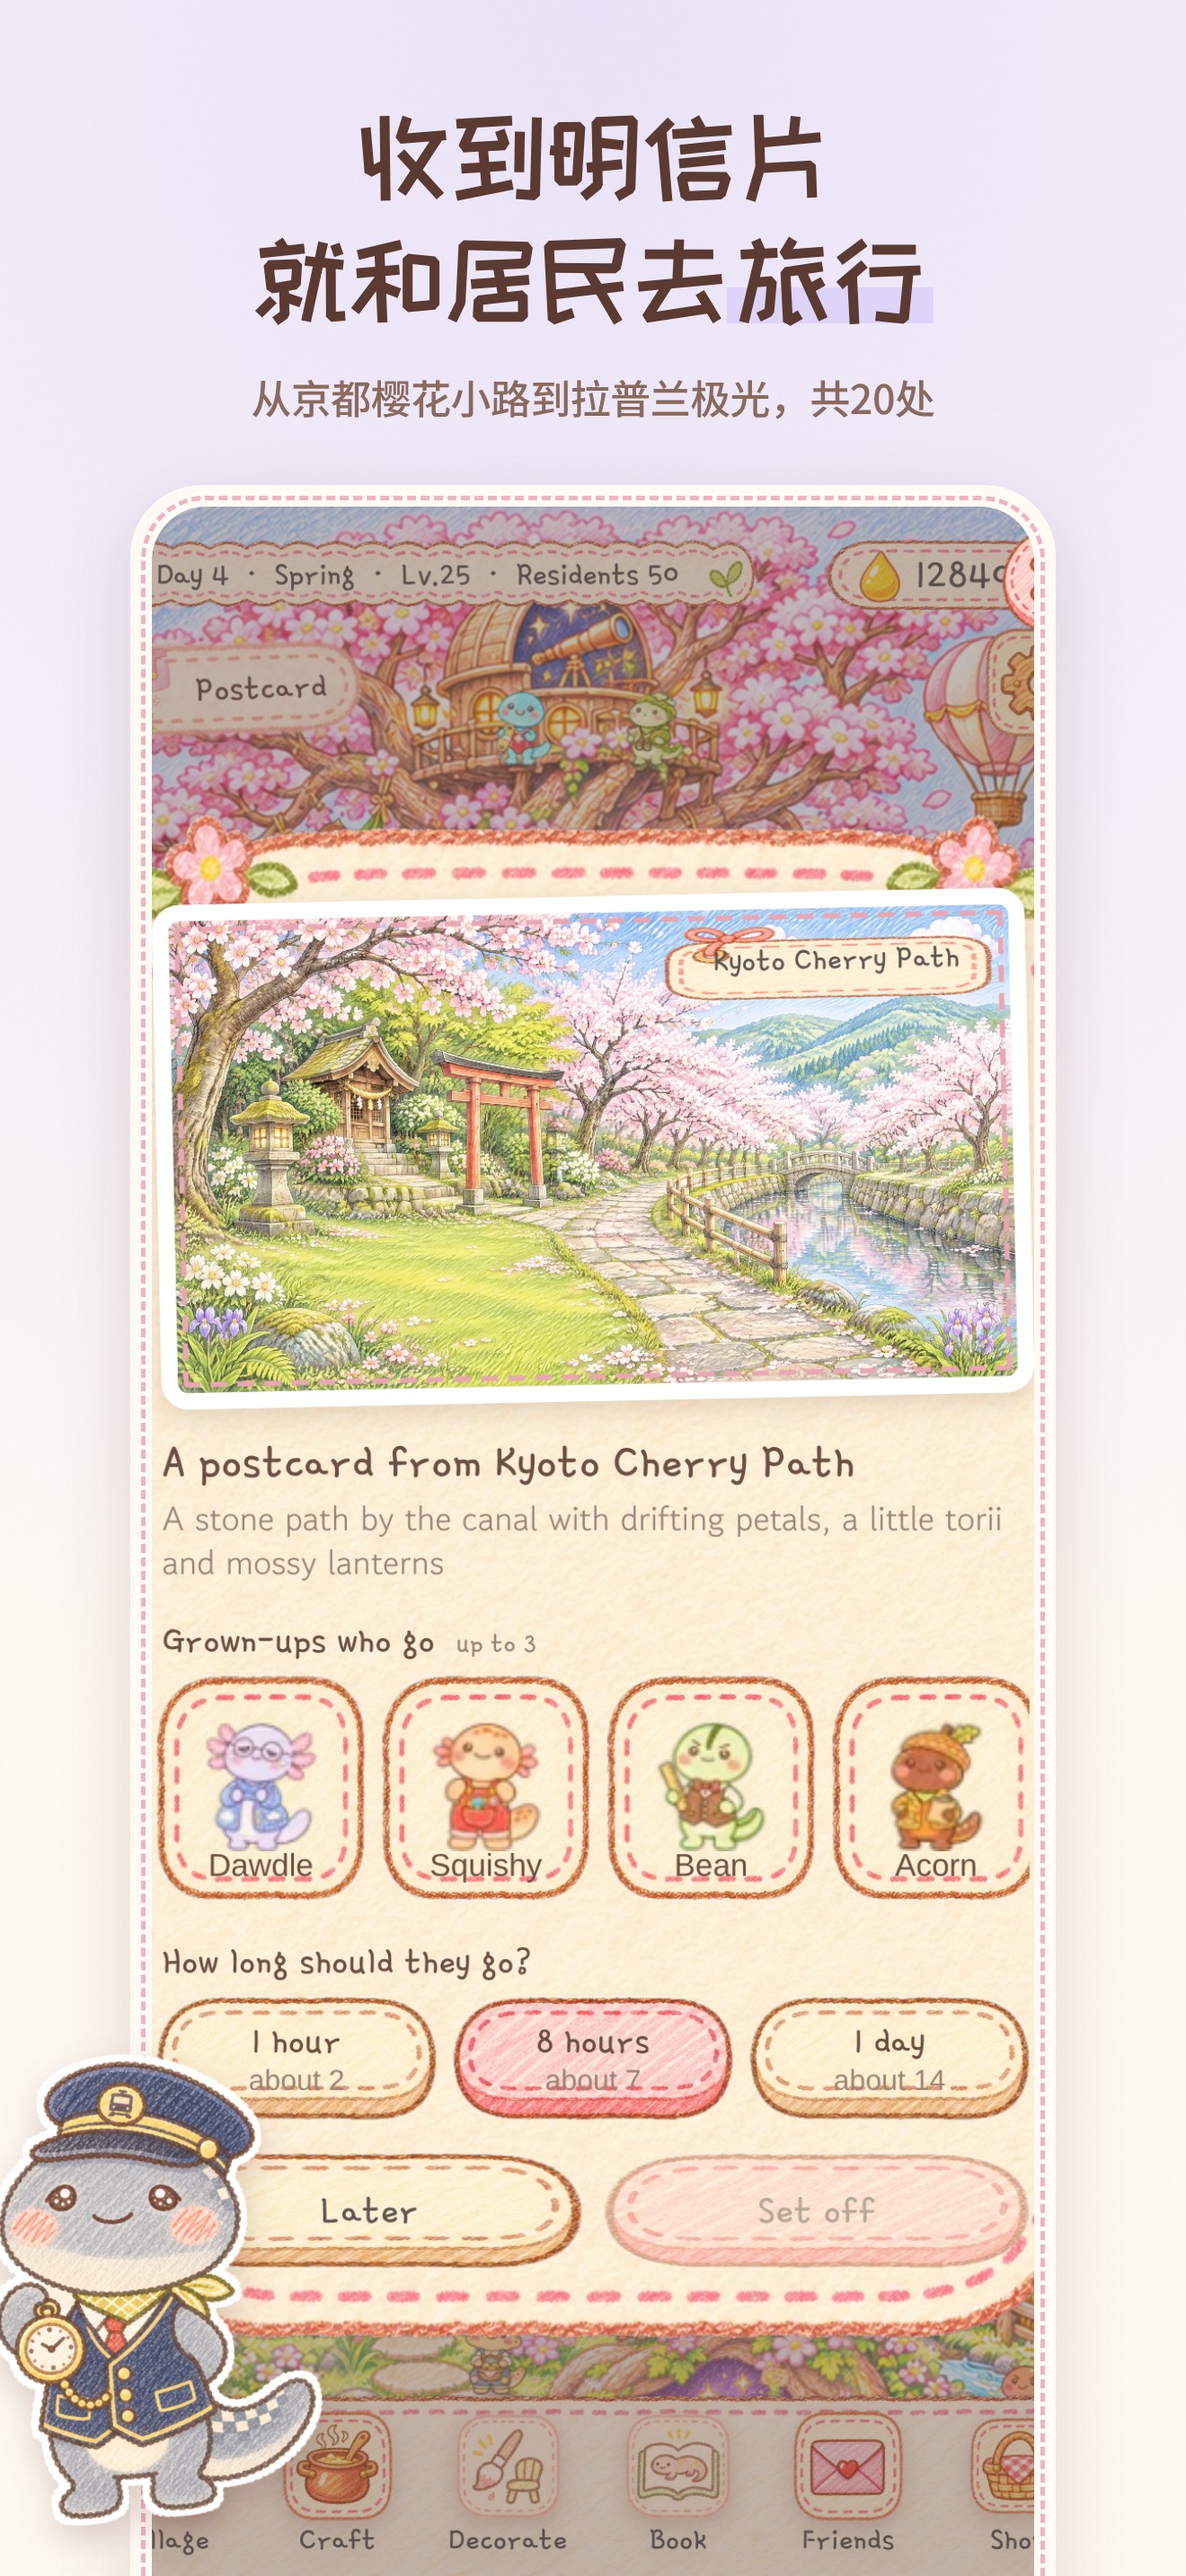 收到明信片
就和居民去旅行
从京都樱花小路到拉普兰极光，共20处
Day 4 · Spring · Lv.25 · Residents 50
Postcard
Kyoto Cherry Path
A postcard from Kyoto Cherry Path
A stone path by the canal with drifting petals, a little torii
and mossy lanterns
Grown-ups who go up to 3
Dawdle Squishy Bean Acorn
How long should they go?
1 hour 8 hours 1 day
about 2 about 7 about 14
Later Set off
Craft Decorate Book Friends